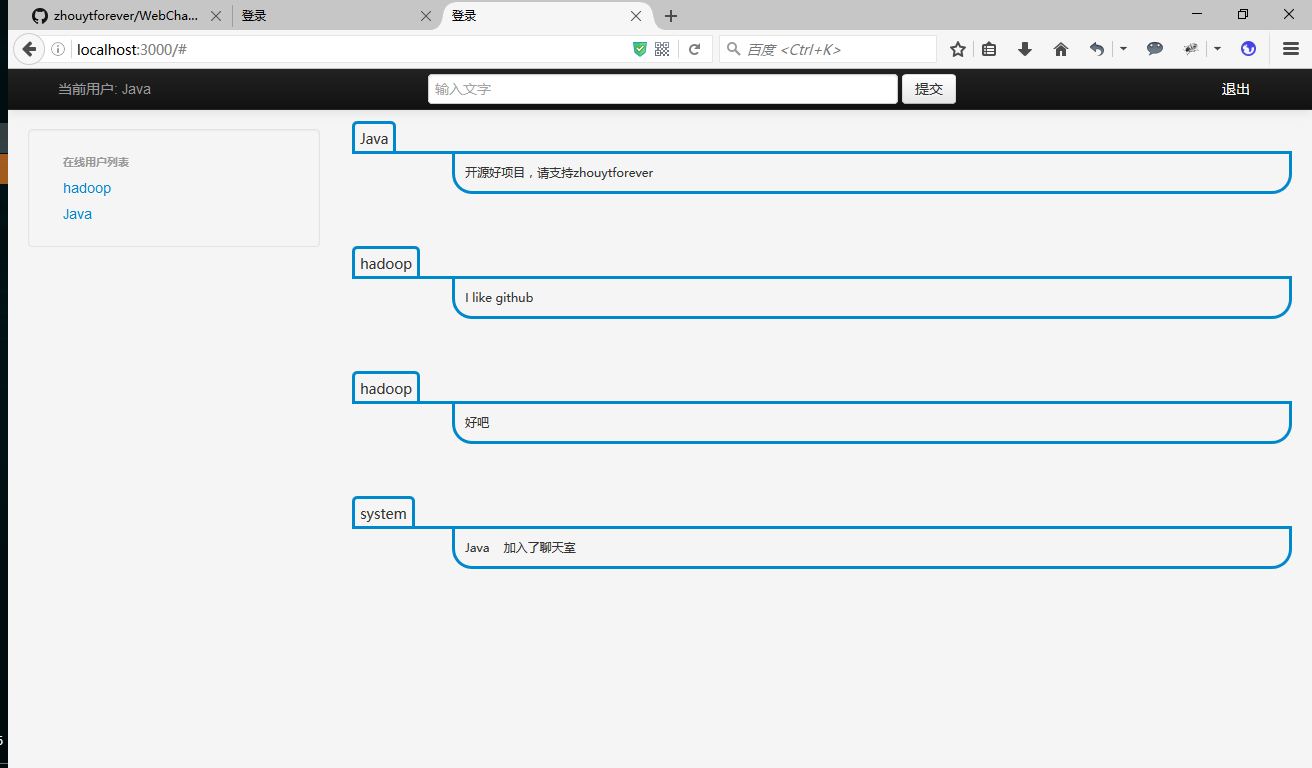 zhouytforever/WebCha...
登录
登录
localhost:3000/#
百度 <Ctrl+K>
当前用户: Java
输入文字
提交
退出
在线用户列表
hadoop
Java
Java
开源好项目，请支持zhouytforever
hadoop
I like github
hadoop
好吧
system
Java 加入了聊天室